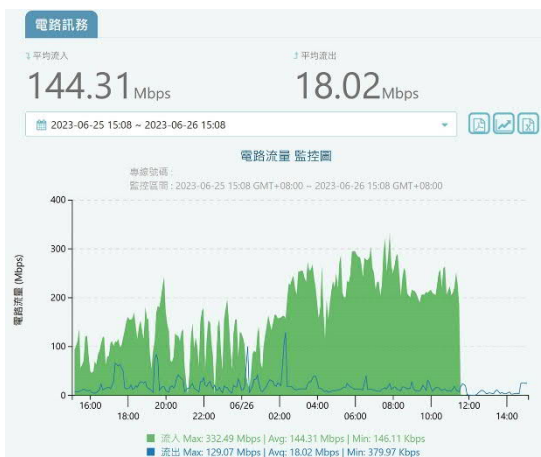 電路訊務
平均流入
平均流出
144.31 Mbps
18.02 Mbps
2023-06-25 15:08 ~ 2023-06-26 15:08
電路流量 監控圖
專線號碼 :
監控區間 : 2023-06-25 15:08 GMT+08:00 ~ 2023-06-26 15:08 GMT+08:00
電路流量 (Mbps)
400
300
200
100
0
16:00
18:00
20:00
22:00
06/26
02:00
04:00
06:00
08:00
10:00
12:00
14:00
流入 Max: 332.49 Mbps | Avg: 144.31 Mbps | Min: 146.11 Kbps
流出 Max: 129.07 Mbps | Avg: 18.02 Mbps | Min: 379.97 Kbps